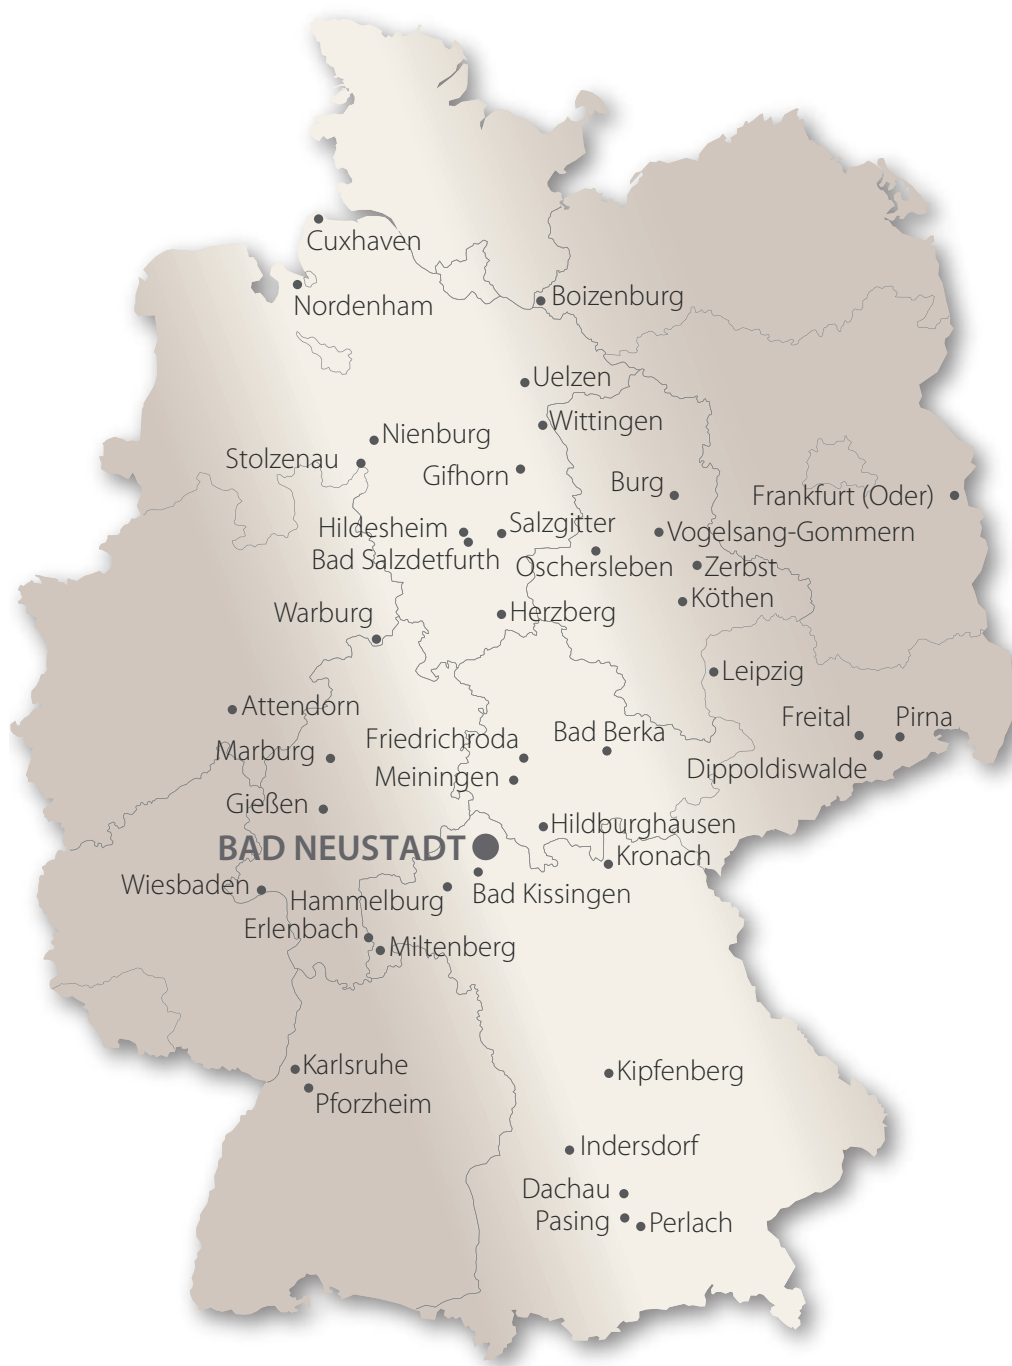 Cuxhaven
Nordenham
Boizenburg
Uelzen
Wittingen
Nienburg
Stolzenau
Gifhorn
Burg
Frankfurt (Oder)
Hildesheim
Salzgitter
Vogelsang-Gommern
Bad Salzdetfurth
Oschersleben
Zerbst
Köthen
Warburg
Herzberg
Leipzig
Attendorn
Freital
Pirna
Friedrichroda
Bad Berka
Marburg
Meiningen
Dippoldiswalde
Gießen
Hildburghausen
BAD NEUSTADT
Kronach
Wiesbaden
Bad Kissingen
Hammelburg
Erlenbach
Miltenberg
Karlsruhe
Kipfenberg
Pforzheim
Indersdorf
Dachau
Pasing
Perlach